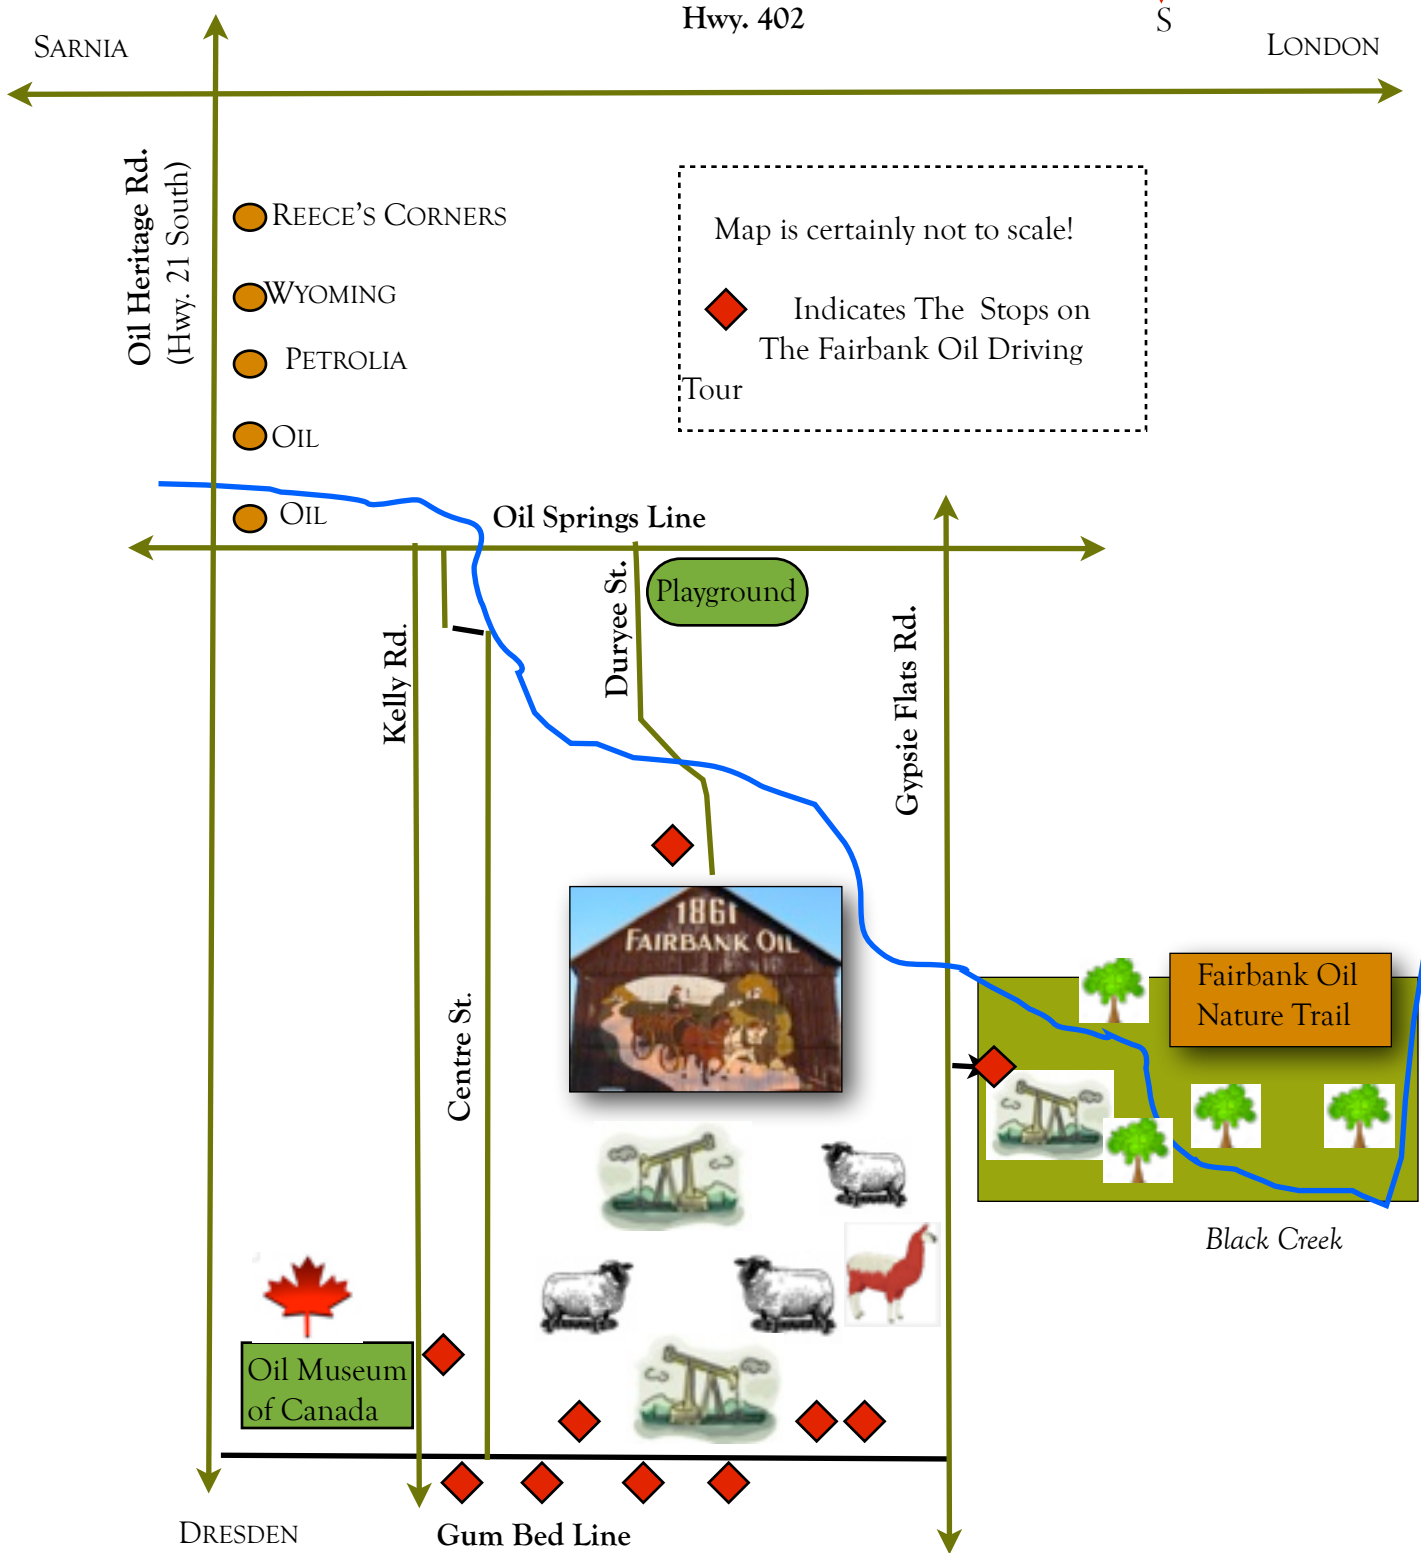 Hwy. 402
S
SARNIA
LONDON
Oil Heritage Rd.
(Hwy. 21 South)
REECE'S CORNERS
WYOMING
PETROLIA
OIL
OIL
Map is certainly not to scale!
Indicates The Stops on
The Fairbank Oil Driving
Tour
Oil Springs Line
Playground
Duryee St.
Kelly Rd.
Gypsie Flats Rd.
1861
FAIRBANK OIL
Centre St.
Fairbank Oil
Nature Trail
Black Creek
Oil Museum
of Canada
DRESDEN
Gum Bed Line